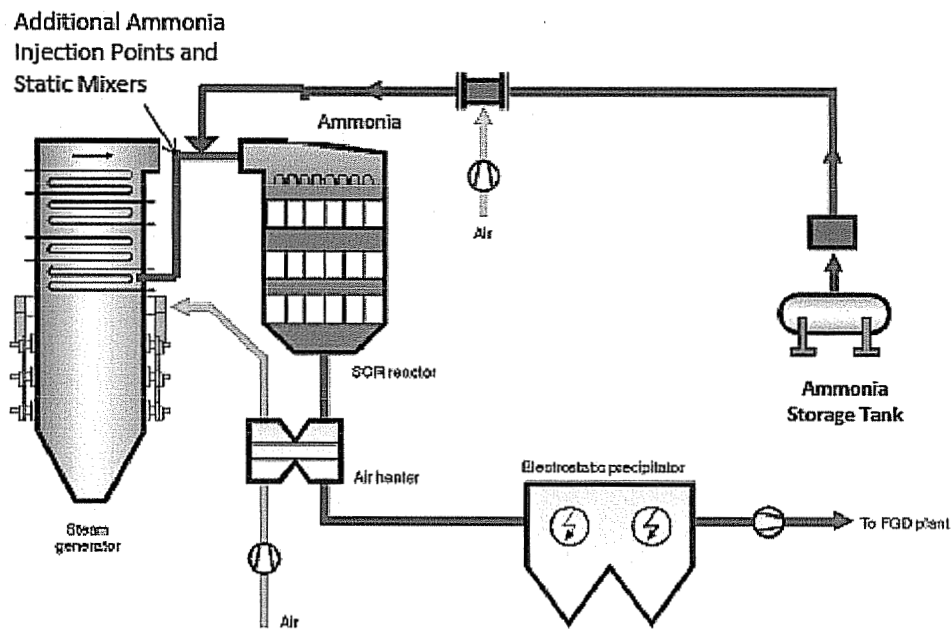 Additional Ammonia
Injection Points and
Static Mixers
Ammonia
Air
SCR reactor
Ammonia
Storage Tank
Air heater
Electrostatic precipitator
To FGD plant
Steam
generator
Air